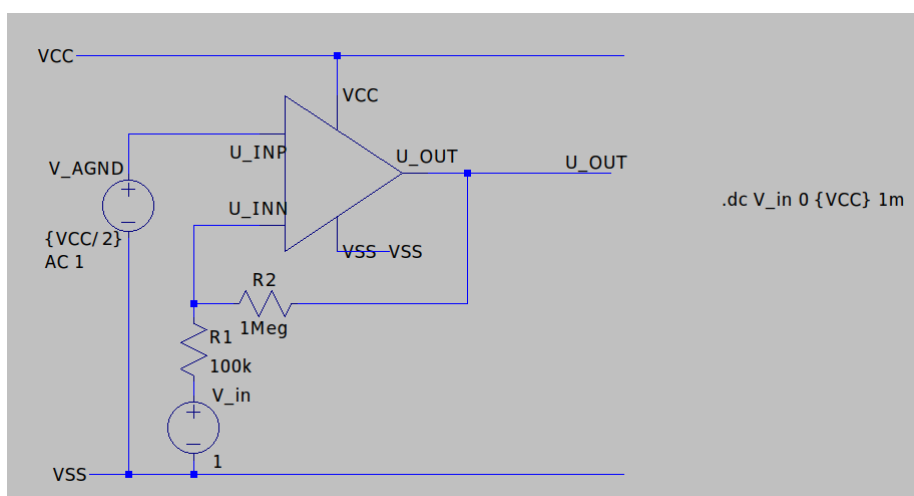 VCC
VCC
U_INP
U_OUT
U_OUT
V_AGND
+
−
U_INN
.dc V_in 0 {VCC} 1m
{VCC/2}
AC 1
VSS
VSS
R2
1Meg
R1
100k
V_in
+
−
1
VSS